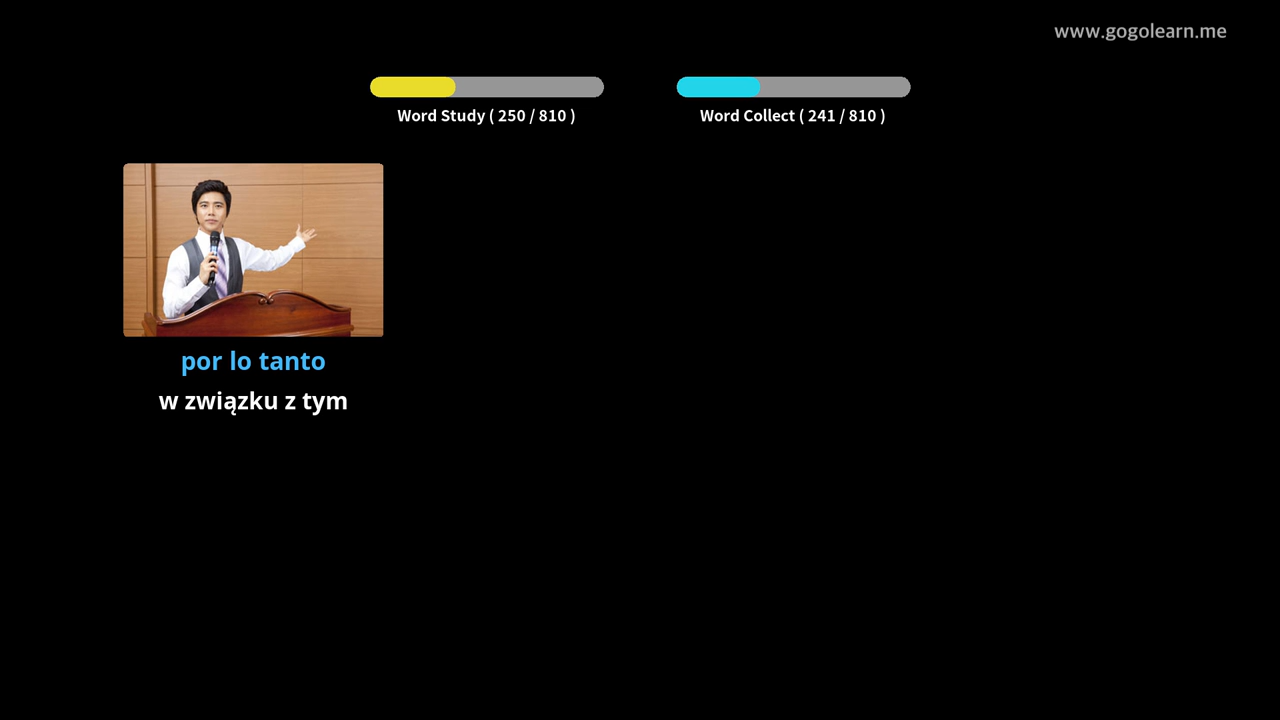 www.gogolearn.me
Word Study ( 250 / 810 )
Word Collect ( 241 / 810 )
por lo tanto
w związku z tym